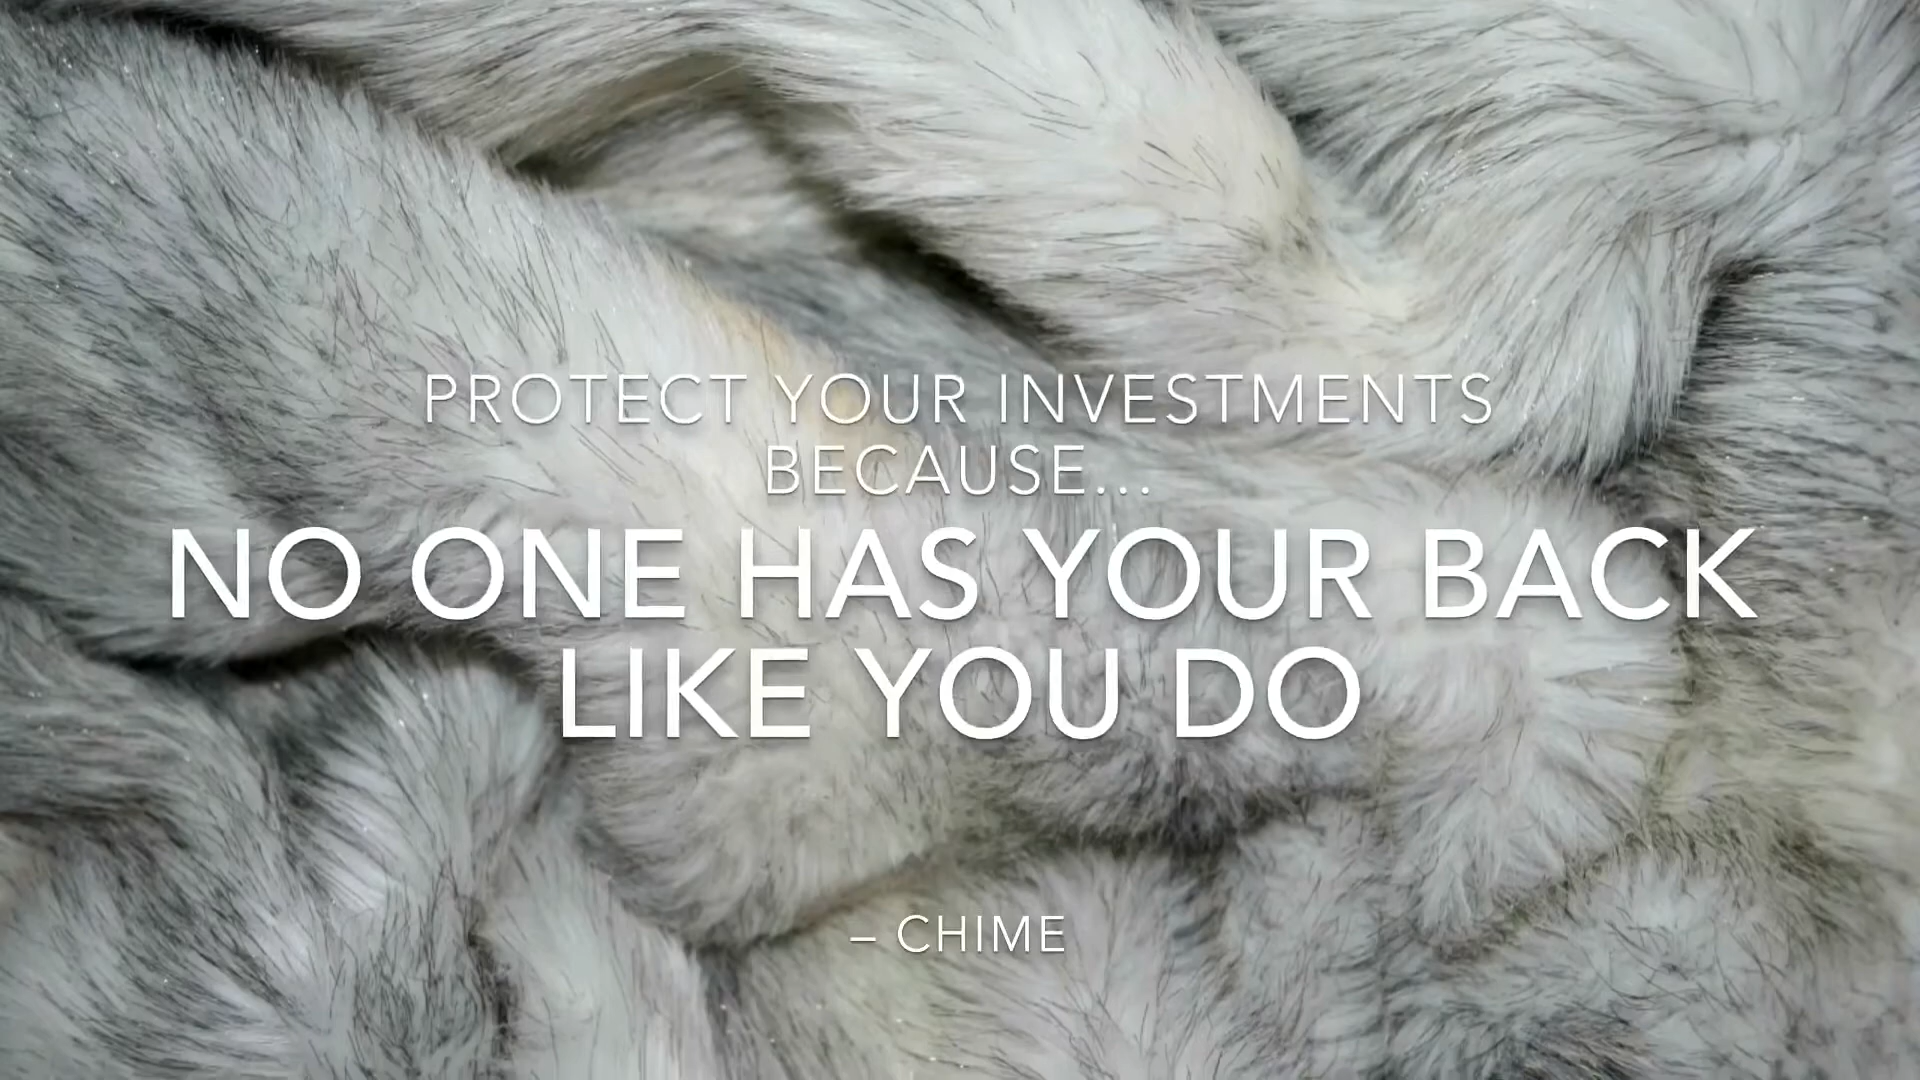 PROTECT YOUR INVESTMENTS
BECAUSE...
NO ONE HAS YOUR BACK
LIKE YOU DO
– CHIME